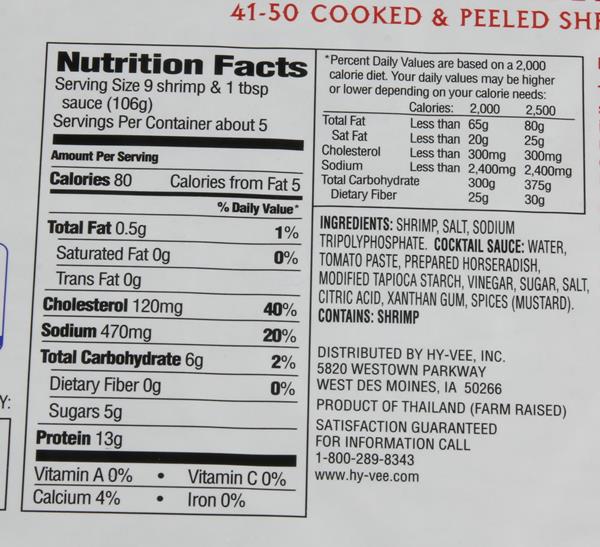 41-50 COOKED & PEELED
Nutrition Facts
Serving Size 9 shrimp & 1 tbsp
sauce (106g)
Servings Per Container about 5
Amount Per Serving
Calories 80 Calories from Fat 5
% Daily Value*
Total Fat 0.5g 1%
Saturated Fat 0g 0%
Trans Fat 0g
Cholesterol 120mg 40%
Sodium 470mg 20%
Total Carbohydrate 6g 2%
Dietary Fiber 0g 0%
Sugars 5g
Protein 13g
Vitamin A 0% • Vitamin C 0%
Calcium 4% • Iron 0%
*Percent Daily Values are based on a 2,000
calorie diet. Your daily values may be higher
or lower depending on your calorie needs:
Calories: 2,000 2,500
Total Fat Less than 65g 80g
Sat Fat Less than 20g 25g
Cholesterol Less than 300mg 300mg
Sodium Less than 2,400mg 2,400mg
Total Carbohydrate 300g 375g
Dietary Fiber 25g 30g
INGREDIENTS: SHRIMP, SALT, SODIUM
TRIPOLYPHOSPHATE. COCKTAIL SAUCE: WATER,
TOMATO PASTE, PREPARED HORSERADISH,
MODIFIED TAPIOCA STARCH, VINEGAR, SUGAR, SALT,
CITRIC ACID, XANTHAN GUM, SPICES (MUSTARD).
CONTAINS: SHRIMP
DISTRIBUTED BY HY-VEE, INC.
5820 WESTOWN PARKWAY
WEST DES MOINES, IA 50266
PRODUCT OF THAILAND (FARM RAISED)
SATISFACTION GUARANTEED
FOR INFORMATION CALL
1-800-289-8343
www.hy-vee.com